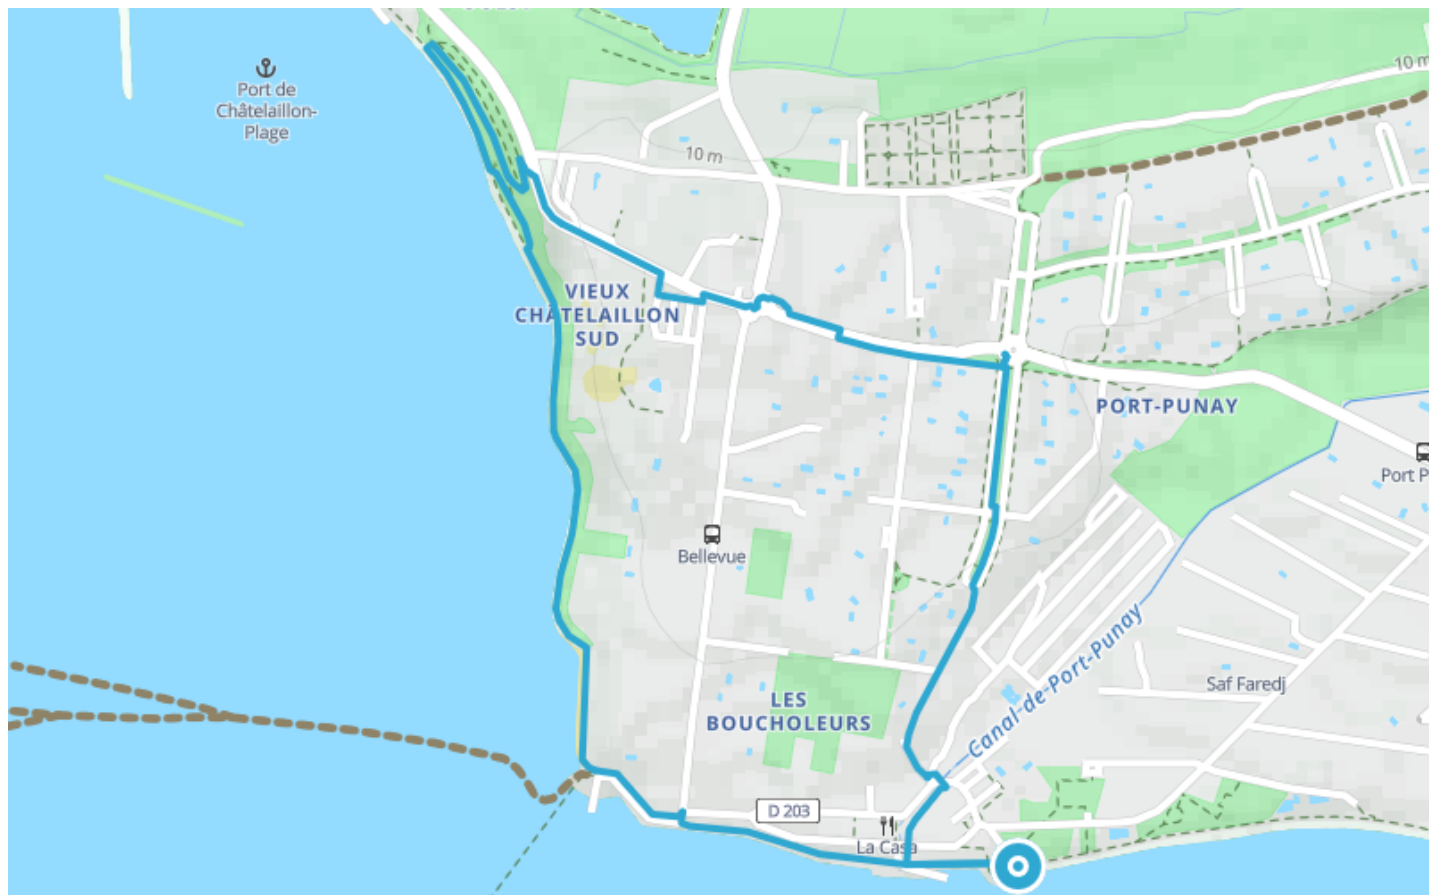 10 m
Port de
Châtelaillon-
Plage
10 m
VIEUX
CHÂTELAILLON
SUD
PORT-PUNAY
Port P
Bellevue
Canal-de-Port-Punay
Saf Faredj
LES
BOUCHOLEURS
D 203
La Casa